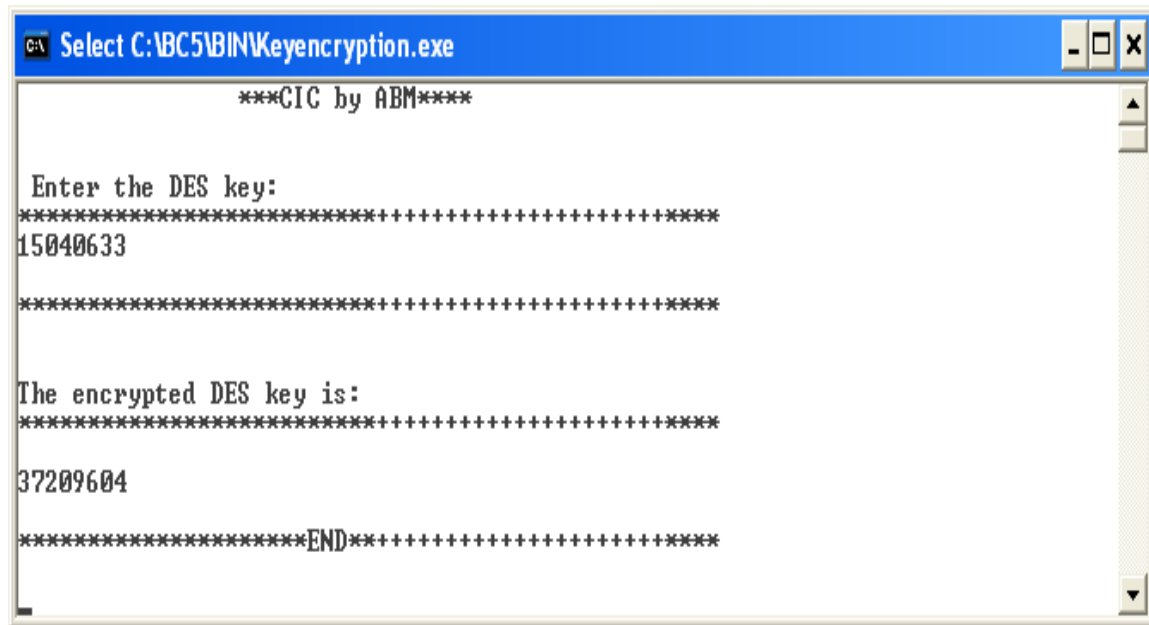 Select C:\BC5\BIN\Keyencryption.exe
***CIC by ABM****
Enter the DES key:
**************************+++++++++++++++++++++****
15040633
**************************+++++++++++++++++++++****
The encrypted DES key is:
**************************+++++++++++++++++++++****
37209604
*********************END**+++++++++++++++++++++****